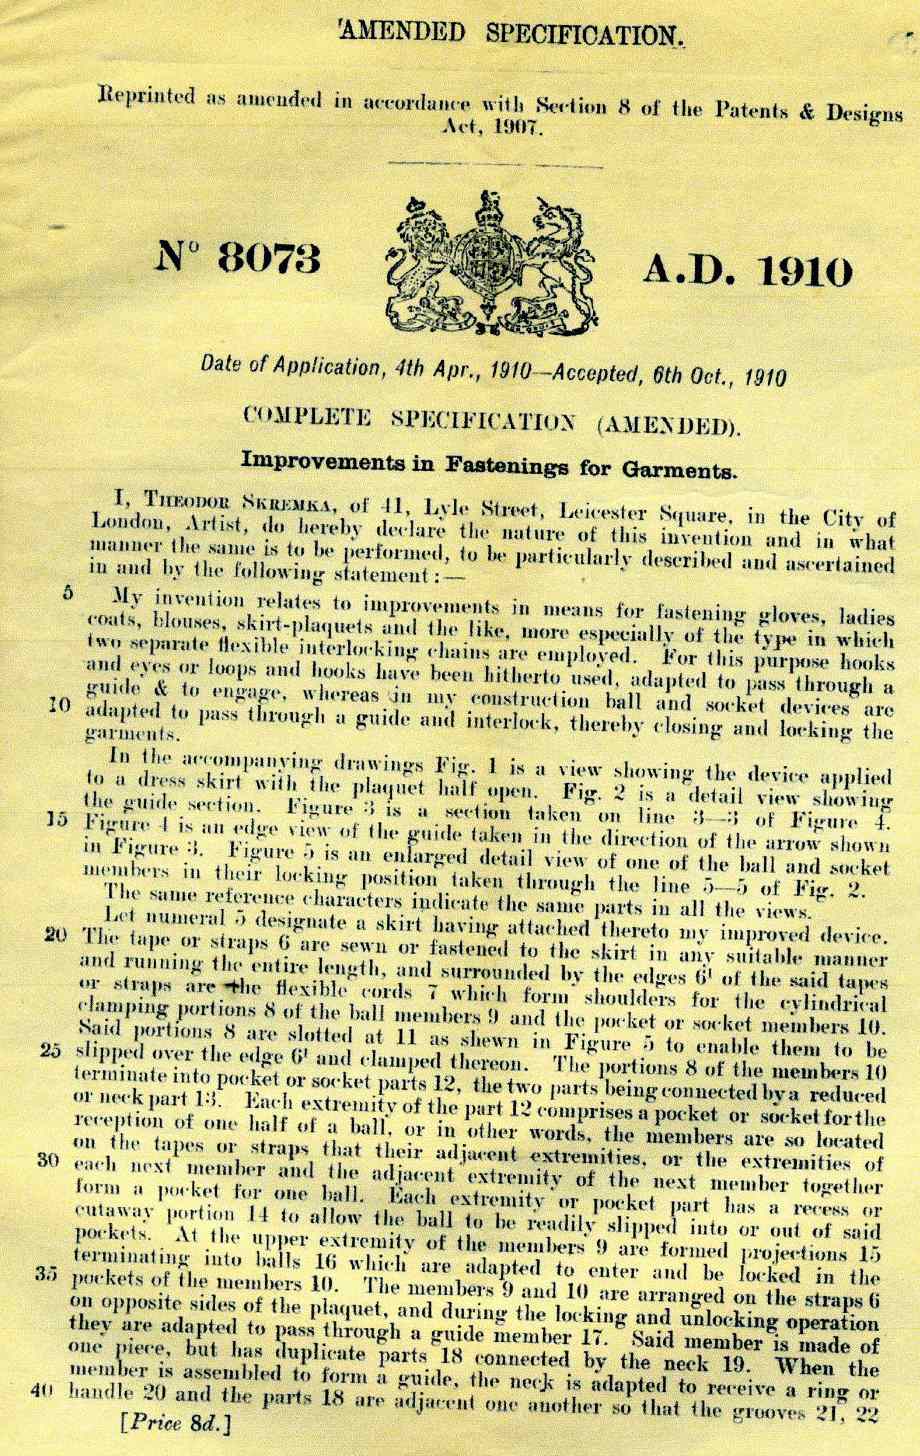 AMENDED SPECIFICATION.
Reprinted as amended in accordance with Section 8 of the Patents & Designs
Act, 1907.
Nº 8073
A.D. 1910
Date of Application, 4th Apr., 1910—Accepted, 6th Oct., 1910
COMPLETE SPECIFICATION (AMENDED).
Improvements in Fastenings for Garments.
I, THEODOR SKREMKA, of 41, Lyle Street, Leicester Square, in the City of
London, Artist, do hereby declare the nature of this invention and in what
manner the same is to be performed, to be particularly described and ascertained
in and by the following statement:—
5 My invention relates to improvements in means for fastening gloves, ladies
coats, blouses, skirt-plaquets and the like, more especially of the type in which
two separate flexible interlocking chains are employed. For this purpose hooks
and eyes or loops and hooks have been hitherto used, adapted to pass through a
guide & to engage, whereas in my construction ball and socket devices are
10 adapted to pass through a guide and interlock, thereby closing and locking the
garments.
In the accompanying drawings Fig. 1 is a view showing the device applied
to a dress skirt with the plaquet half open. Fig. 2 is a detail view showing
the guide section. Figure 3 is a section taken on line 3—3 of Figure 4.
15 Figure 4 is an edge view of the guide taken in the direction of the arrow shown
in Figure 3. Figure 5 is an enlarged detail view of one of the ball and socket
members in their locking position taken through the line 5—5 of Fig. 2.
The same reference characters indicate the same parts in all the views.
Let numeral 5 designate a skirt having attached thereto my improved device.
20 The tape or straps 6 are sewn or fastened to the skirt in any suitable manner
and running the entire length, and surrounded by the edges 6¹ of the said tapes
or straps are the flexible cords 7 which form shoulders for the cylindrical
clamping portions 8 of the ball members 9 and the pocket or socket members 10.
Said portions 8 are slotted at 11 as shewn in Figure 5 to enable them to be
25 slipped over the edge 6¹ and clamped thereon. The portions 8 of the members 10
terminate into pocket or socket parts 12, the two parts being connected by a reduced
or neck part 13. Each extremity of the part 12 comprises a pocket or socket for the
reception of one half of a ball, or in other words, the members are so located
on the tapes or straps that their adjacent extremities, or the extremities of
30 each next member and the adjacent extremity of the next member together
form a pocket for one ball. Each extremity or pocket part has a recess or
cutaway portion 14 to allow the ball to be readily slipped into or out of said
pockets. At the upper extremity of the members 9 are formed projections 15
terminating into balls 16 which are adapted to enter and be locked in the
35 pockets of the members 10. The members 9 and 10 are arranged on the straps 6
on opposite sides of the plaquet, and during the locking and unlocking operation
they are adapted to pass through a guide member 17. Said member is made of
one piece, but has duplicate parts 18 connected by the neck 19. When the
member is assembled to form a guide, the neck is adapted to receive a ring or
40 handle 20 and the parts 18 are adjacent one another so that the grooves 21, 22
[Price 8d.]